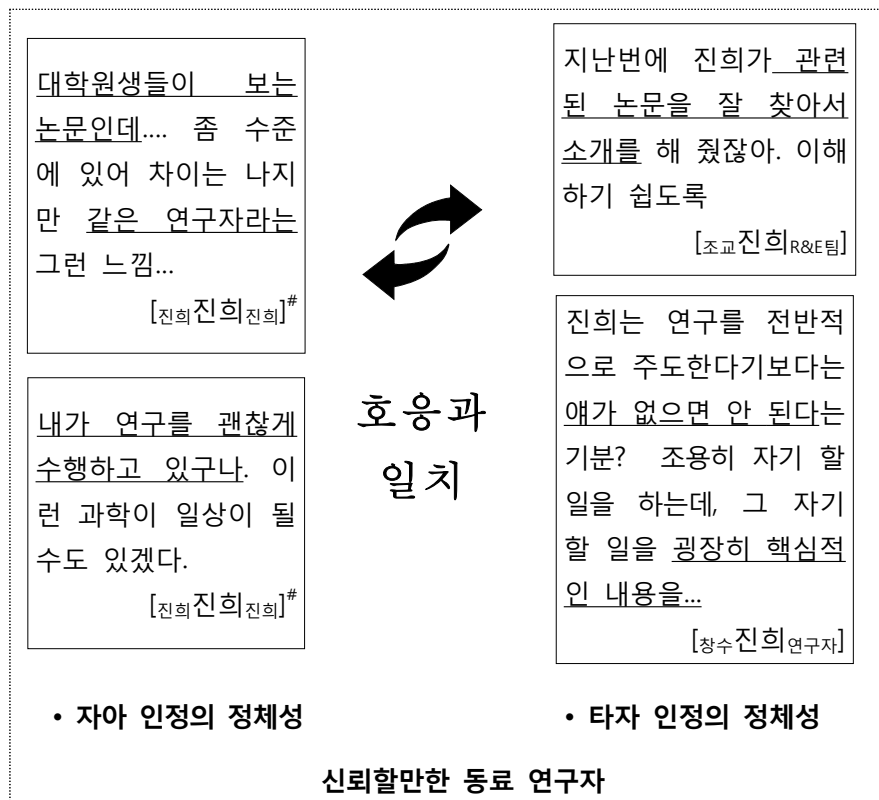 대학원생들이 보는
논문인데.... 좀 수준
에 있어 차이는 나지
만 같은 연구자라는
그런 느낌...
[진희진희진희]#
내가 연구를 괜찮게
수행하고 있구나. 이
런 과학이 일상이 될
수도 있겠다.
[진희진희진희]#
호응과
일치
지난번에 진희가 관련
된 논문을 잘 찾아서
소개를 해 줬잖아. 이해
하기 쉽도록
[조교진희R&E팀]
진희는 연구를 전반적
으로 주도한다기보다는
얘가 없으면 안 된다는
기분? 조용히 자기 할
일을 하는데, 그 자기
할 일을 굉장히 핵심적
인 내용을...
[창수진희연구자]
• 자아 인정의 정체성
• 타자 인정의 정체성
신뢰할만한 동료 연구자